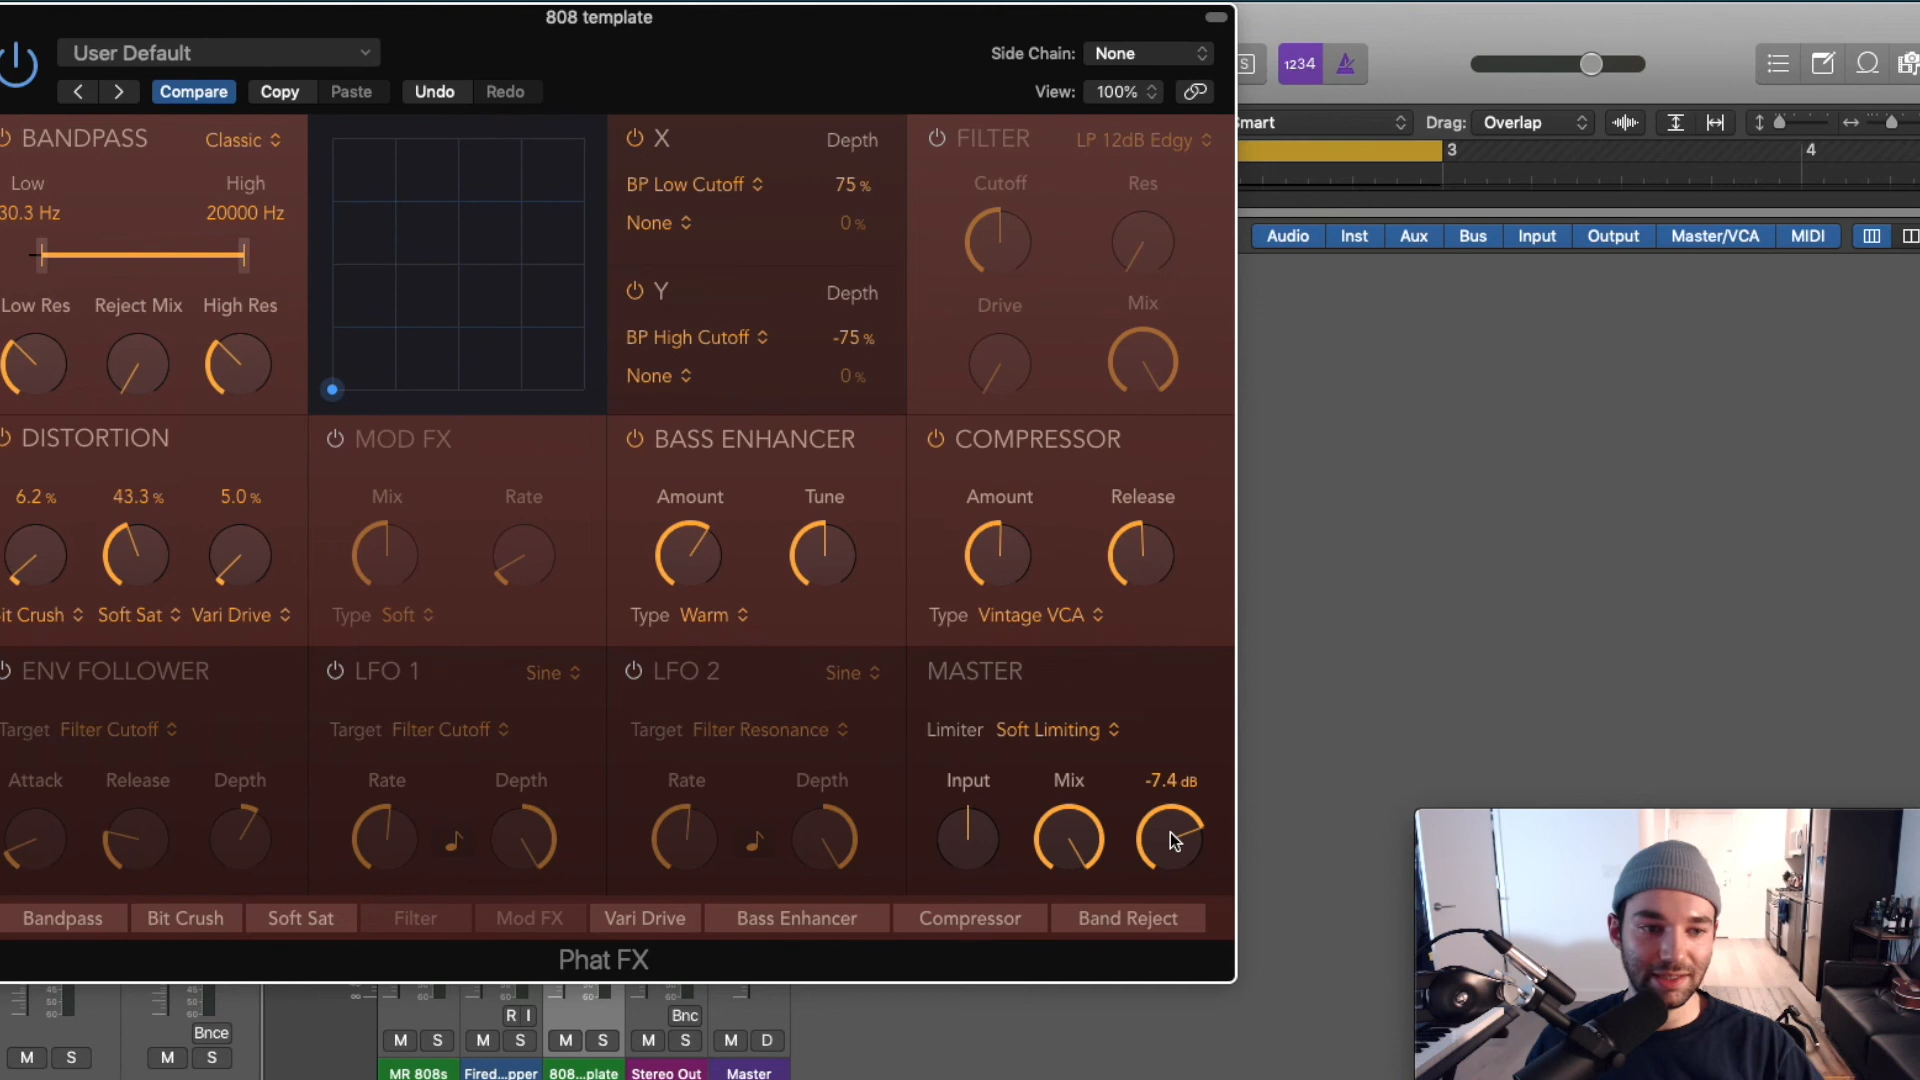 808 template
User Default
Side Chain: None
Compare Copy Paste Undo Redo
View: 100%
S 1234
Smart Drag: Overlap
3 4
Audio Inst Aux Bus Input Output Master/VCA MIDI
BANDPASS Classic
Low High
30.3 Hz 20000 Hz
Low Res Reject Mix High Res
X Depth
BP Low Cutoff 75 %
None 0 %
Y Depth
BP High Cutoff -75 %
None 0 %
FILTER LP 12dB Edgy
Cutoff Res
Drive Mix
DISTORTION
6.2 % 43.3 % 5.0 %
it Crush Soft Sat Vari Drive
MOD FX
Mix Rate
Type Soft
BASS ENHANCER
Amount Tune
Type Warm
COMPRESSOR
Amount Release
Type Vintage VCA
ENV FOLLOWER
Target Filter Cutoff
Attack Release Depth
LFO 1 Sine
Target Filter Cutoff
Rate Depth
LFO 2 Sine
Target Filter Resonance
Rate Depth
MASTER
Limiter Soft Limiting
Input Mix -7.4 dB
Bandpass Bit Crush Soft Sat Filter Mod FX Vari Drive Bass Enhancer Compressor Band Reject
Phat FX
R I Bnc
Bnce
M S M S M S M S M S M S M D
MR 808s Fired...pper 808...plate Stereo Out Master